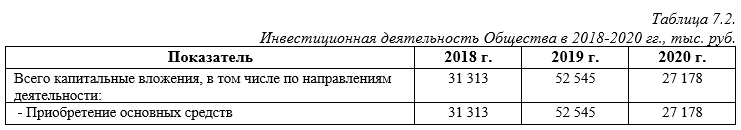 Таблица 7.2.
Инвестиционная деятельность Общества в 2018-2020 гг., тыс. руб.
Показатель 2018 г. 2019 г. 2020 г.
Всего капитальные вложения, в том числе по направлениям 31 313 52 545 27 178
деятельности:
- Приобретение основных средств 31 313 52 545 27 178